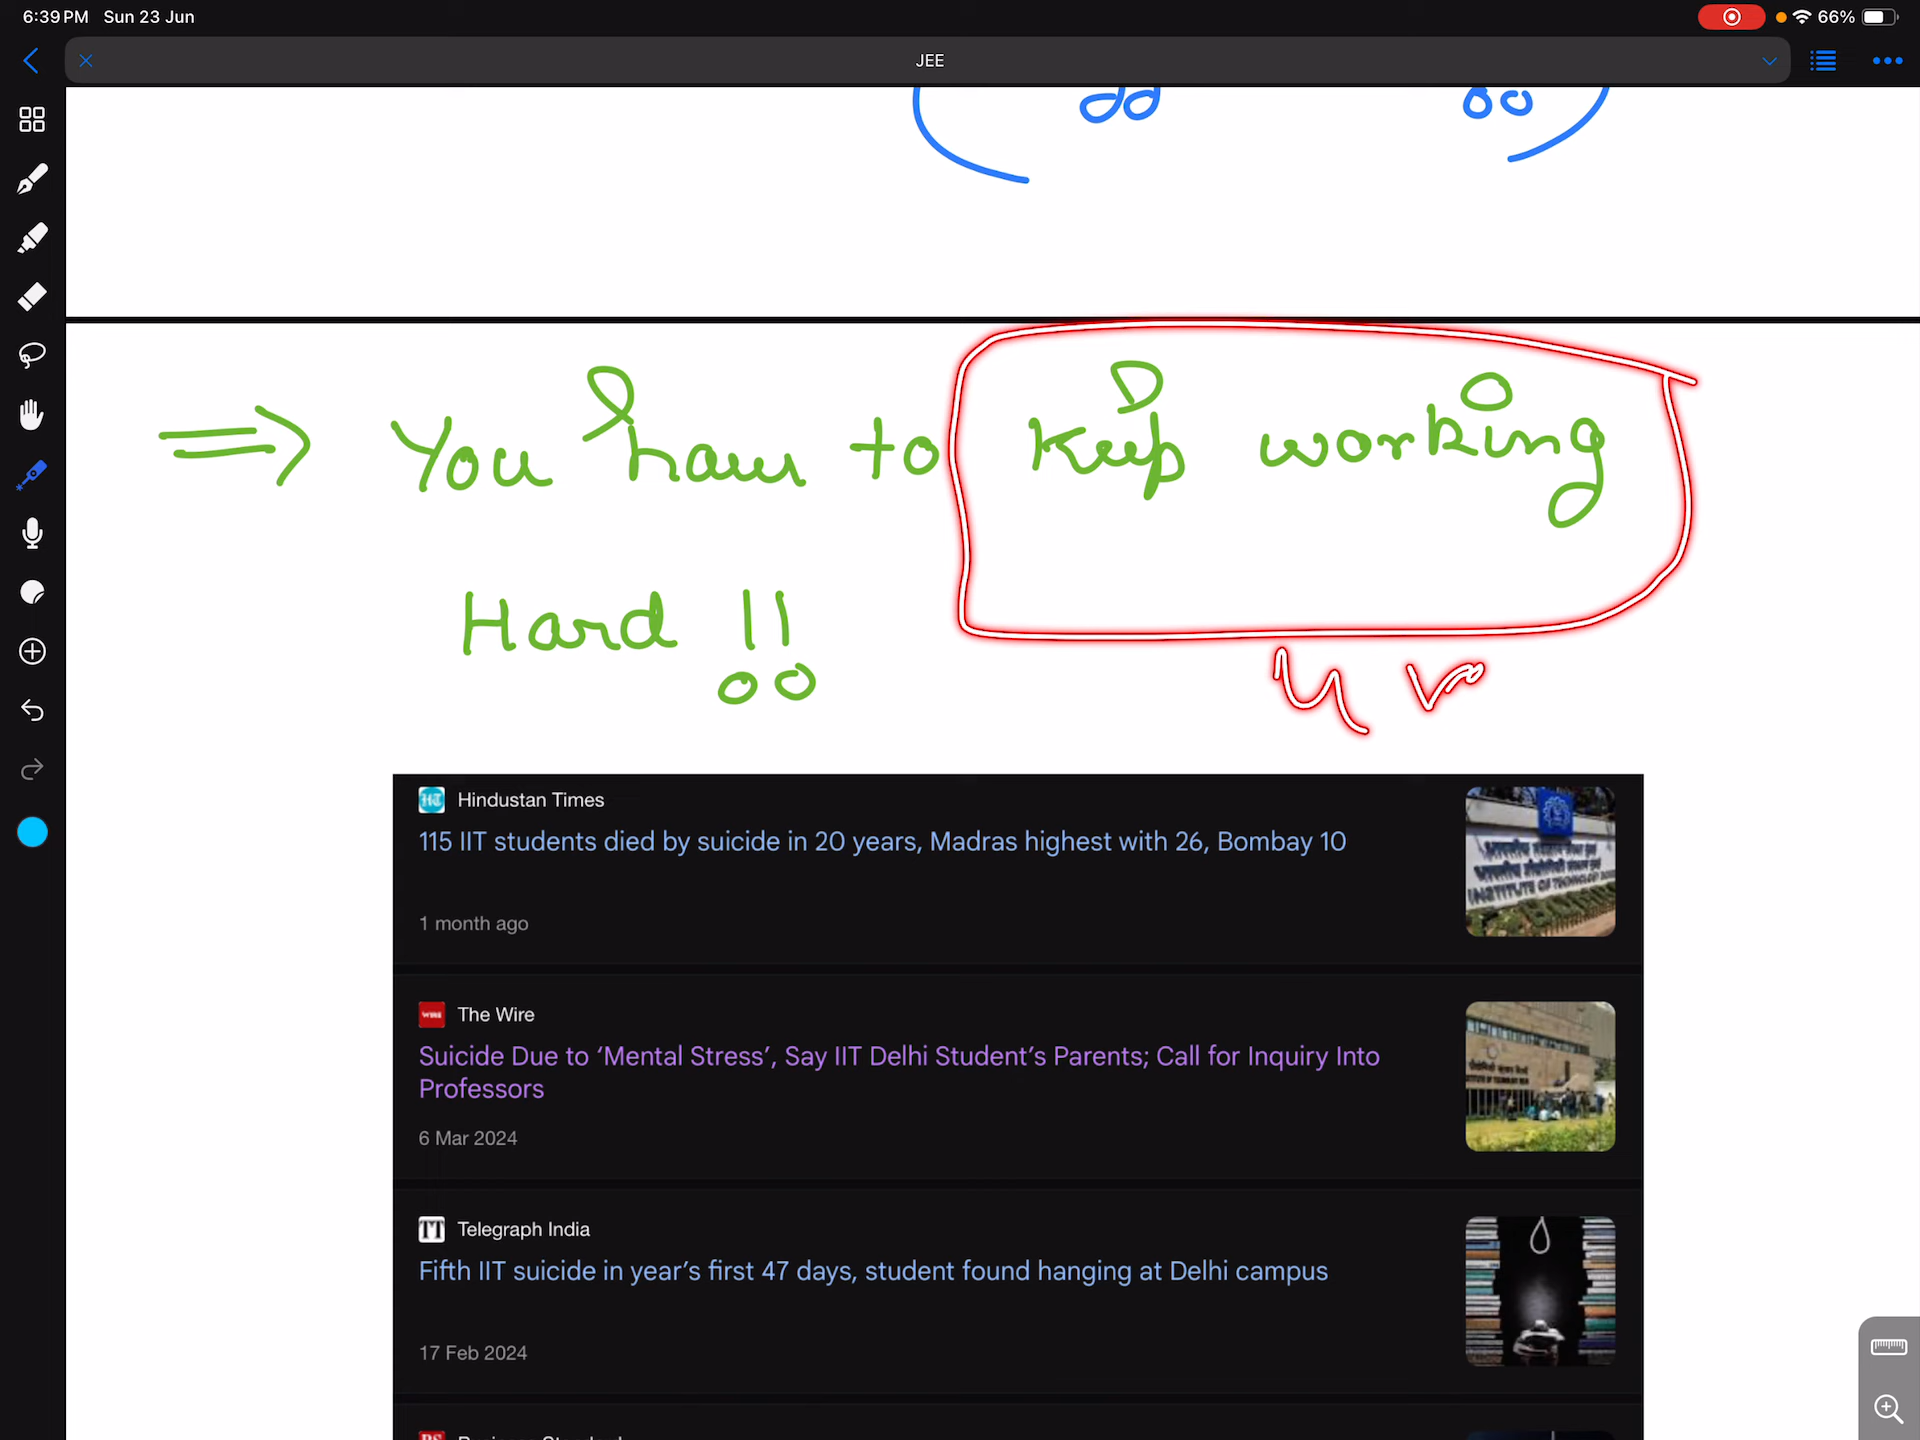 6:39 PM Sun 23 Jun
66%
JEE
80
You have to keep working
Hard !!
4 yrs
Hindustan Times
115 IIT students died by suicide in 20 years, Madras highest with 26, Bombay 10
1 month ago
The Wire
Suicide Due to ‘Mental Stress’, Say IIT Delhi Student’s Parents; Call for Inquiry Into
Professors
6 Mar 2024
Telegraph India
Fifth IIT suicide in year’s first 47 days, student found hanging at Delhi campus
17 Feb 2024